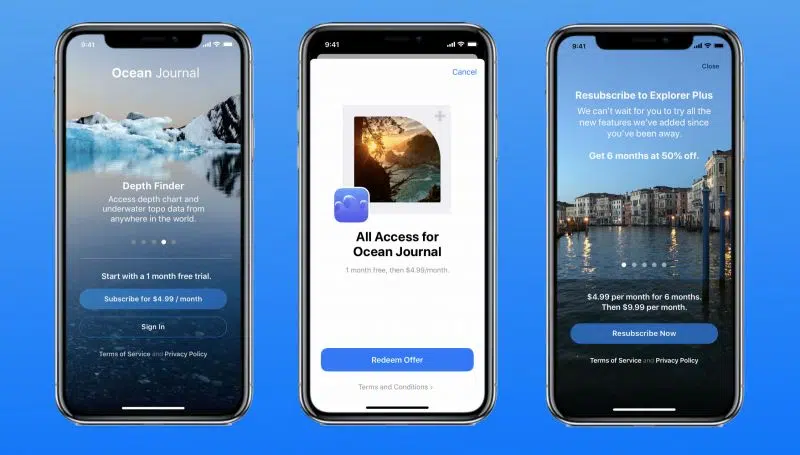 9:41
Ocean Journal
Depth Finder
Access depth chart and
underwater topo data from
anywhere in the world.
Start with a 1 month free trial.
Subscribe for $4.99 / month
Sign In
Terms of Service and Privacy Policy
9:41
Cancel
All Access for
Ocean Journal
1 month free, then $4.99/month.
Redeem Offer
Terms and Conditions >
9:41
Close
Resubscribe to Explorer Plus
We can't wait for you to try all the
new features we've added since
you've been away.
Get 6 months at 50% off.
$4.99 per month for 6 months.
Then $9.99 per month.
Resubscribe Now
Terms of Service and Privacy Policy